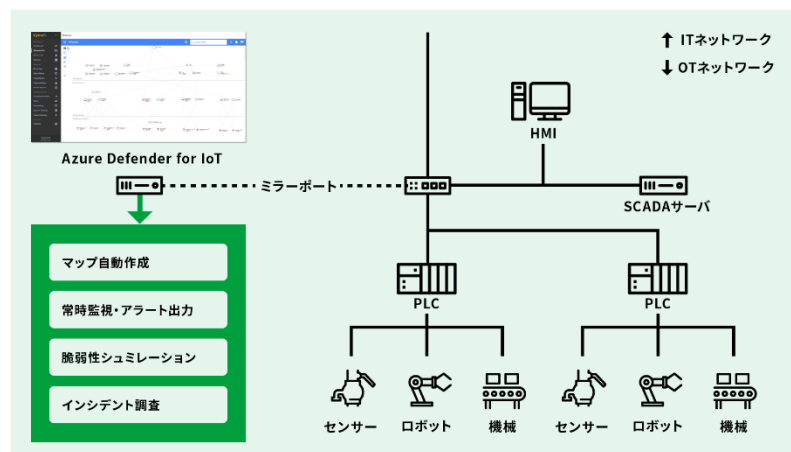 ↑ ITネットワーク
↓ OTネットワーク
HMI
Azure Defender for IoT
ミラーポート
SCADAサーバ
マップ自動作成
常時監視・アラート出力
脆弱性シュミレーション
インシデント調査
PLC
PLC
センサー
ロボット
機械
センサー
ロボット
機械